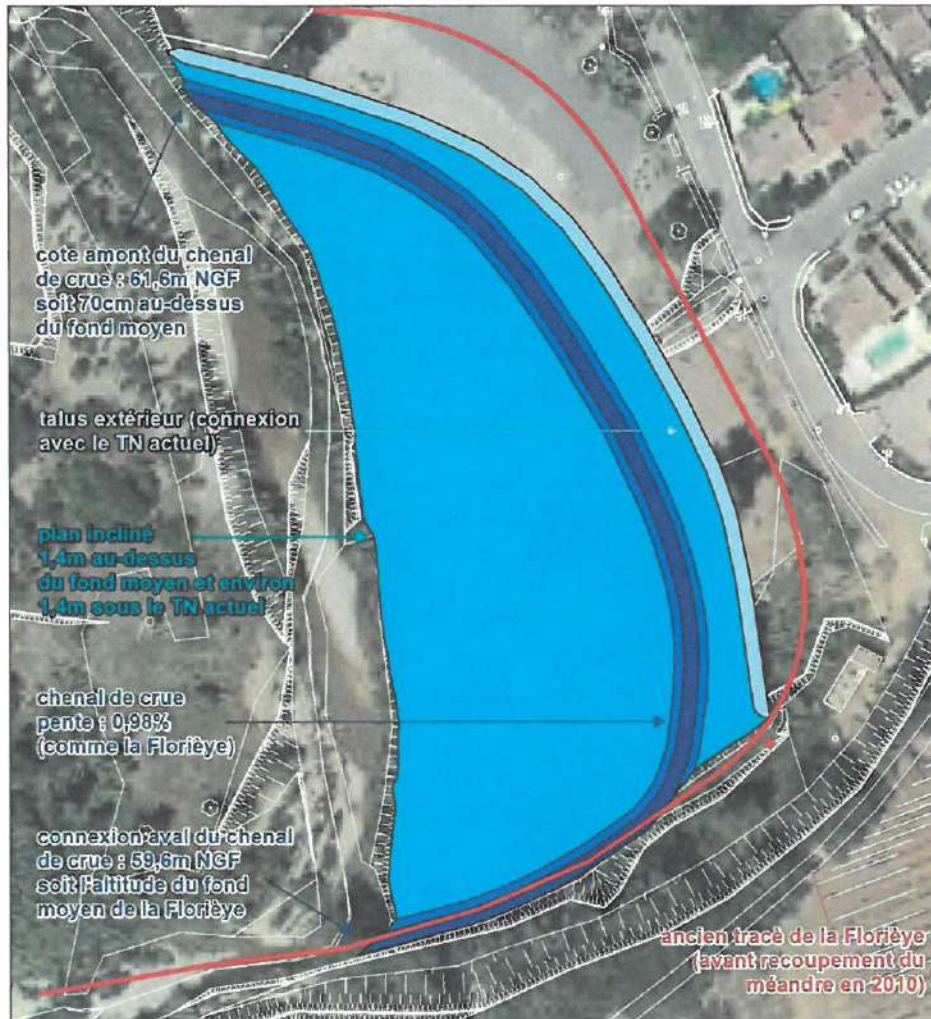 cote amont du chenal
de crue : 61,6m NGF
soit 70cm au-dessus
du fond moyen
talus extérieur (connexion
avec le TN actuel)
plan incliné
1,4m au-dessus
du fond moyen et environ
1,4m sous le TN actuel
chenal de crue
pente : 0,98%
(comme la Florièye)
connexion aval du chenal
de crue : 59,6m NGF
soit l'altitude du fond
moyen de la Florièye
ancien tracé de la Florièye
(avant recoupement du
méandre en 2010)